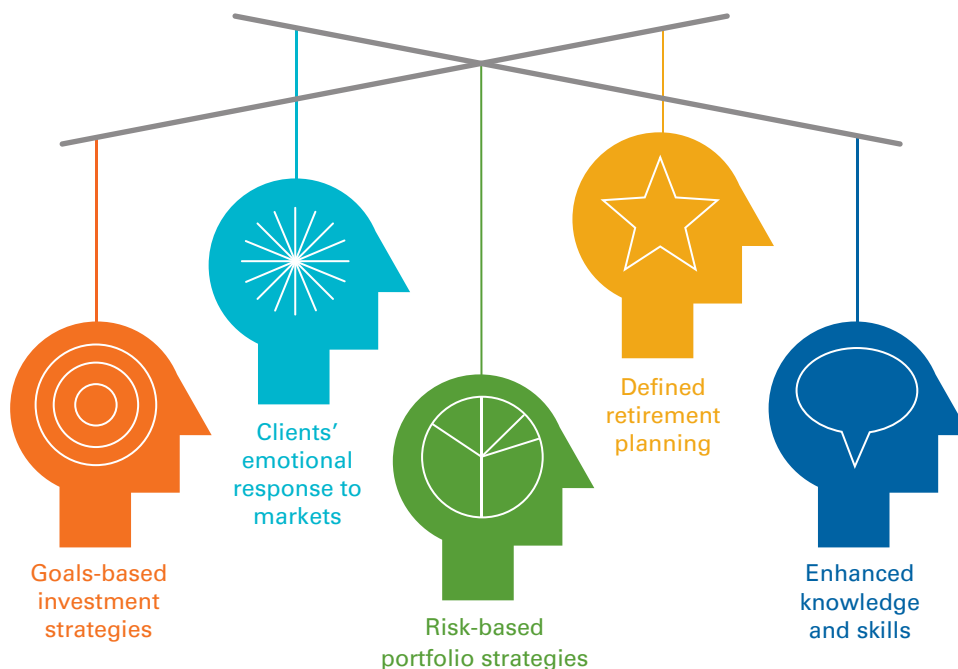 Goals-based
investment
strategies
Clients’
emotional
response to
markets
Risk-based
portfolio strategies
Defined
retirement
planning
Enhanced
knowledge
and skills